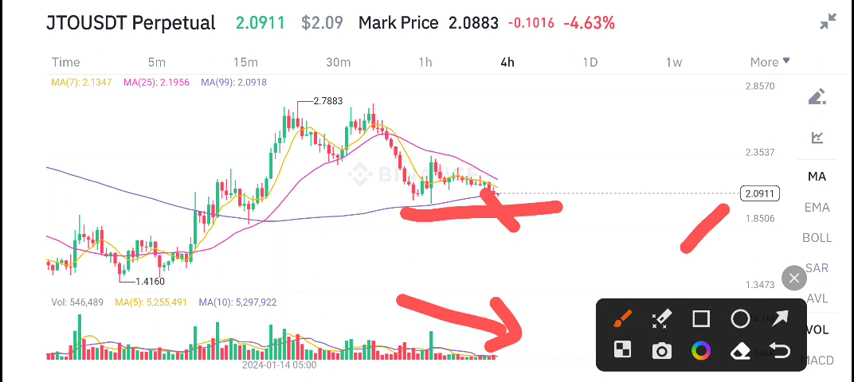 JTOUSDT Perpetual 2.0911 $2.09 Mark Price 2.0883 -0.1016 -4.63%
Time 5m 15m 30m 1h 4h 1D 1w More
MA(7): 2.1347 MA(25): 2.1956 MA(99): 2.0918
2.8570
2.7883
2.3537
MA
2.0911
EMA
1.8506
BOLL
SAR
1.4160
1.3473
AVL
Vol: 546,489 MA(5): 5,255,491 MA(10): 5,297,922
VOL
MACD
2024-01-14 05:00